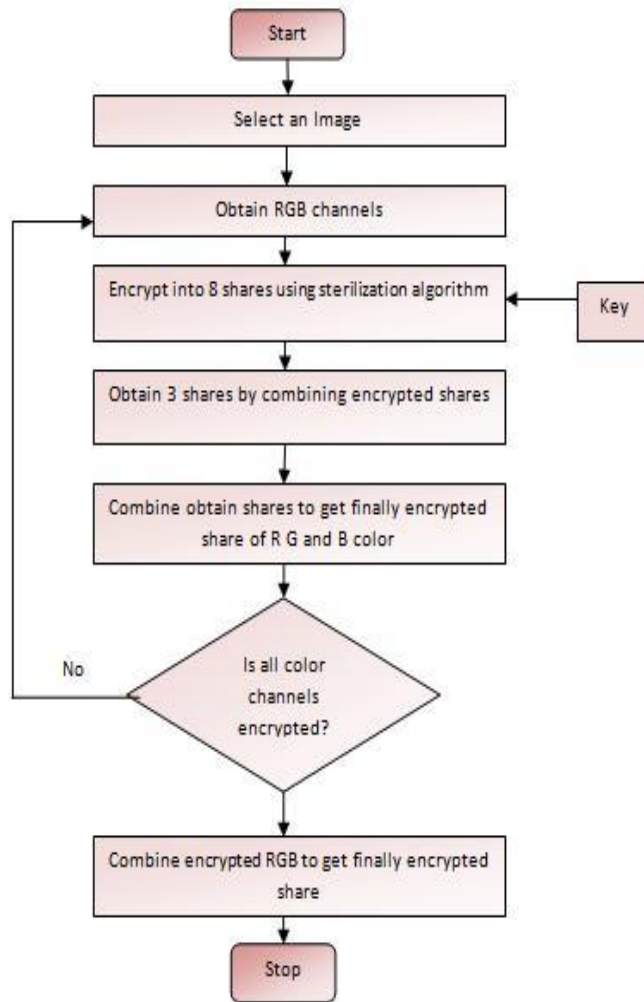 Start
Select an Image
Obtain RGB channels
Encrypt into 8 shares using sterilization algorithm
Key
Obtain 3 shares by combining encrypted shares
Combine obtain shares to get finally encrypted
share of R G and B color
No
Is all color
channels
encrypted?
Combine encrypted RGB to get finally encrypted
share
Stop